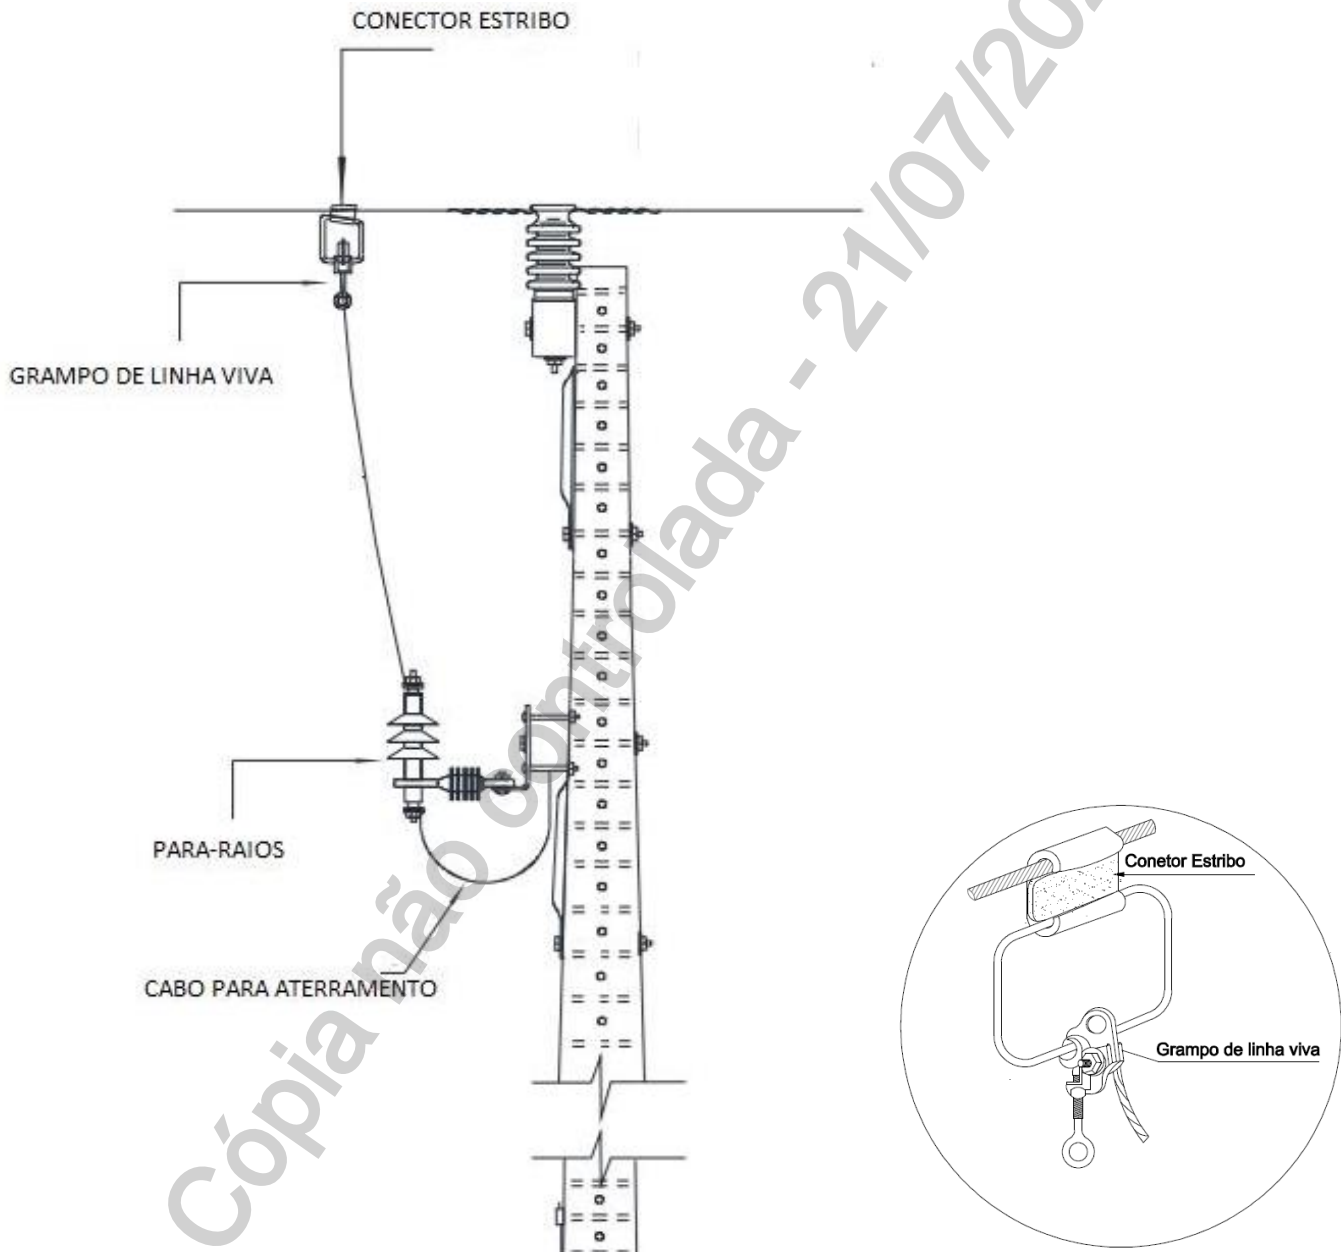 CONECTOR ESTRIBO
GRAMPO DE LINHA VIVA
PARA-RAIOS
CABO PARA ATERRAMENTO
Conetor Estribo
Grampo de linha viva
Cópia não controlada - 21/07/202